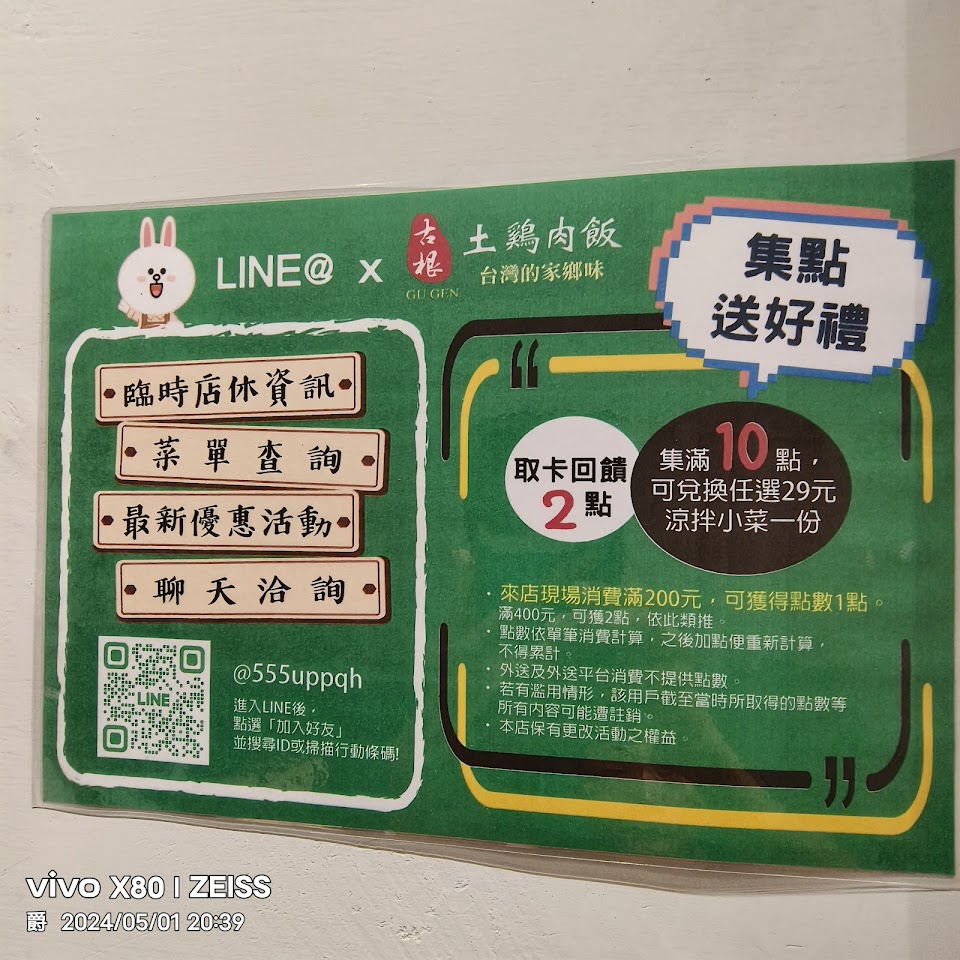 LINE@ x 古根 土鷄肉飯
GU GEN 台灣的家鄉味
集點
送好禮
臨時店休資訊
菜單查詢
最新優惠活動
聊天洽詢
LINE
@555uppqh
進入LINE後，
點選「加入好友」
並搜尋ID或掃描行動條碼!
取卡回饋
2點
集滿10點，
可兌換任選29元
涼拌小菜一份
·來店現場消費滿200元，可獲得點數1點。
滿400元，可獲2點，依此類推。
·點數依單筆消費計算，之後加點便重新計算，
不得累計。
·外送及外送平台消費不提供點數。
·若有濫用情形，該用戶截至當時所取得的點數等
所有內容可能遭註銷。
·本店保有更改活動之權益。
vivo X80 | ZEISS
爵 2024/05/01 20:39